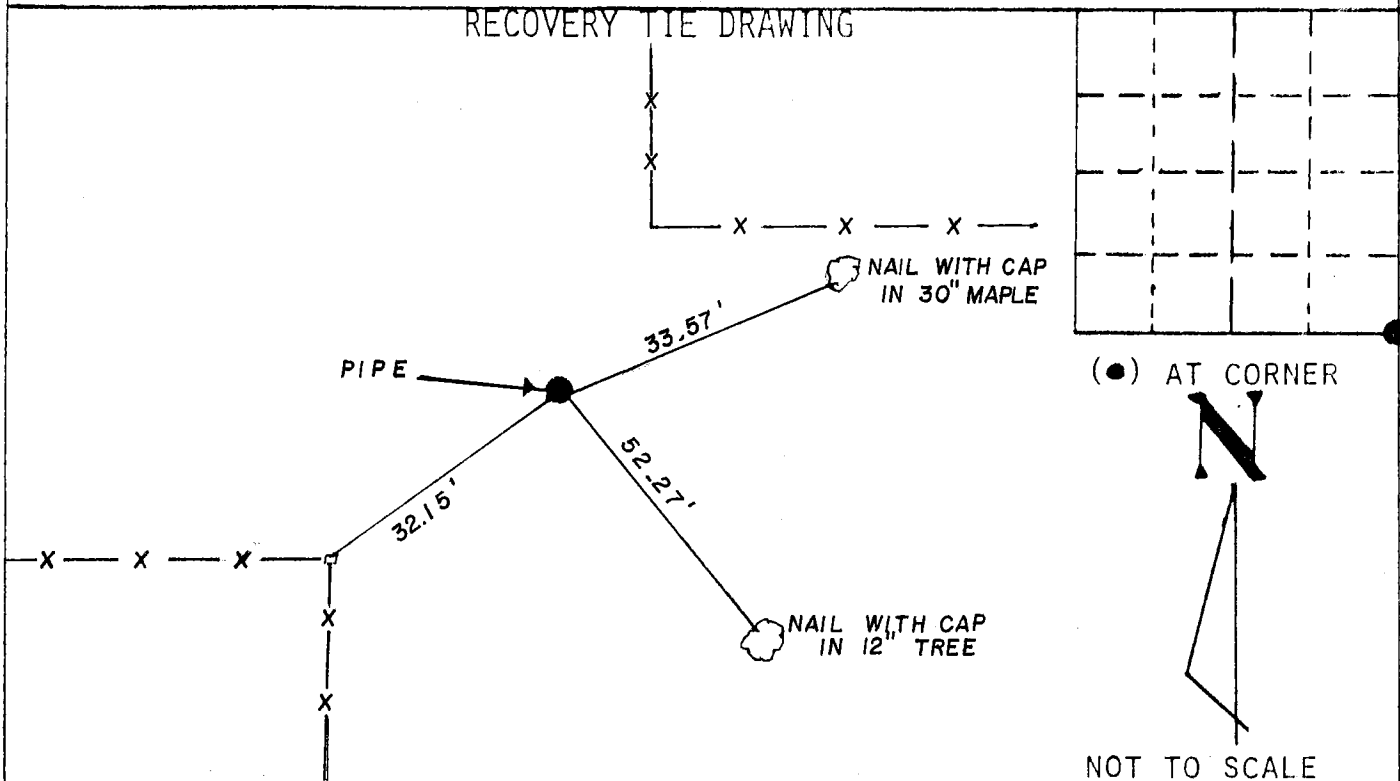 RECOVERY TIE DRAWING
NAIL WITH CAP
IN 30" MAPLE
33.57'
PIPE
(●) AT CORNER
N
52.27'
32.15'
NAIL WITH CAP
IN 12" TREE
NOT TO SCALE